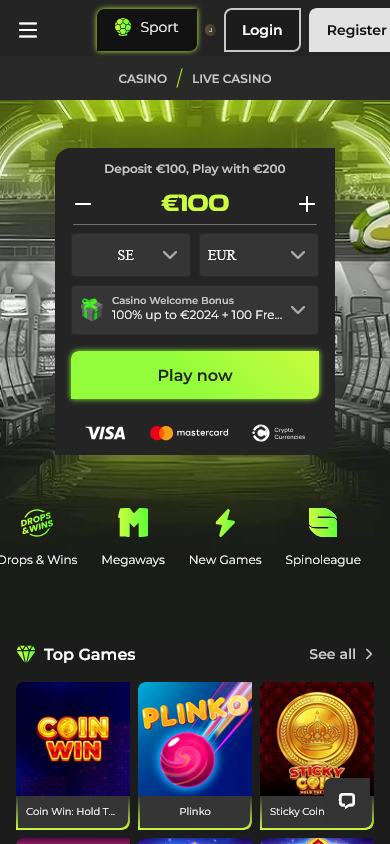 Sport
Login
Register
CASINO / LIVE CASINO
Deposit €100, Play with €200
€100
SE
EUR
Casino Welcome Bonus
100% up to €2024 + 100 Fre...
Play now
VISA
mastercard
Crypto
Currencies
DROPS
&WINS
Drops & Wins
Megaways
New Games
Spinoleague
Top Games
See all
COIN
WIN
PLINKO
STICKY
COIN
Coin Win: Hold T...
Plinko
Sticky Coin